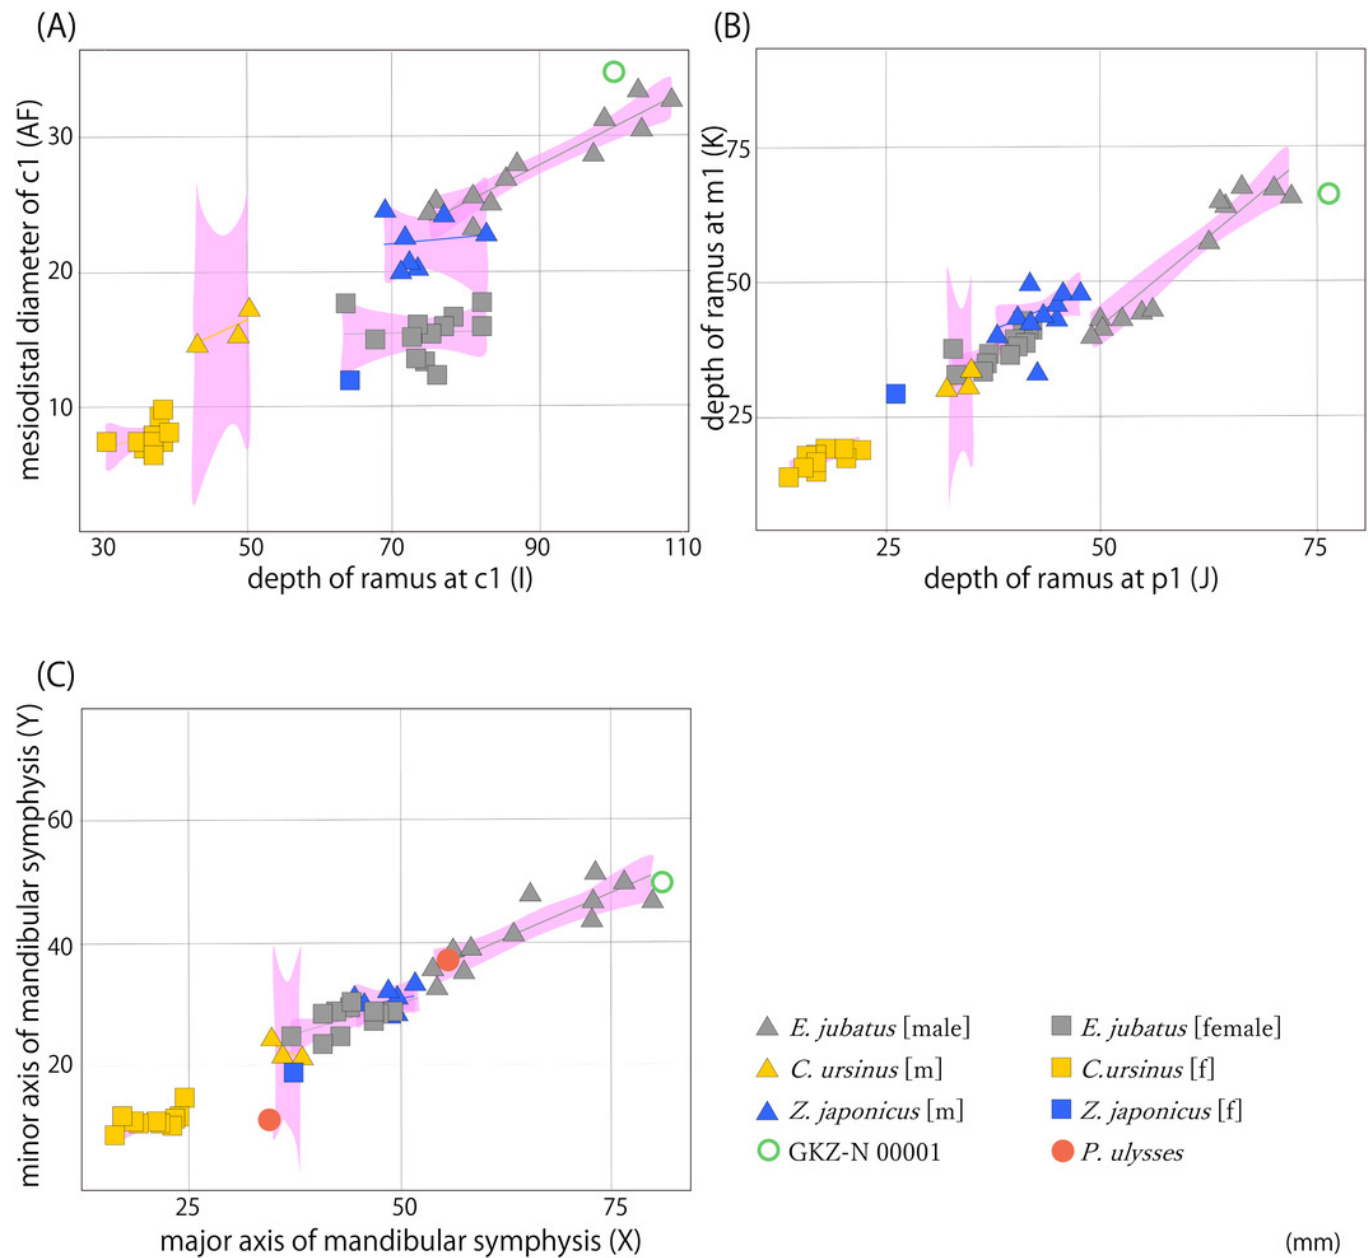 (A)
mesiodistal diameter of c1 (AF)
30
20
10
30 50 70 90 110
depth of ramus at c1 (I)
(B)
depth of ramus at m1 (K)
75
50
25
25 50 75
depth of ramus at p1 (J)
(C)
minor axis of mandibular symphysis (Y)
60
40
20
25 50 75
major axis of mandibular symphysis (X)
E. jubatus [male]
E. jubatus [female]
C. ursinus [m]
C.ursinus [f]
Z. japonicus [m]
Z. japonicus [f]
GKZ-N 00001
P. ulysses
(mm)